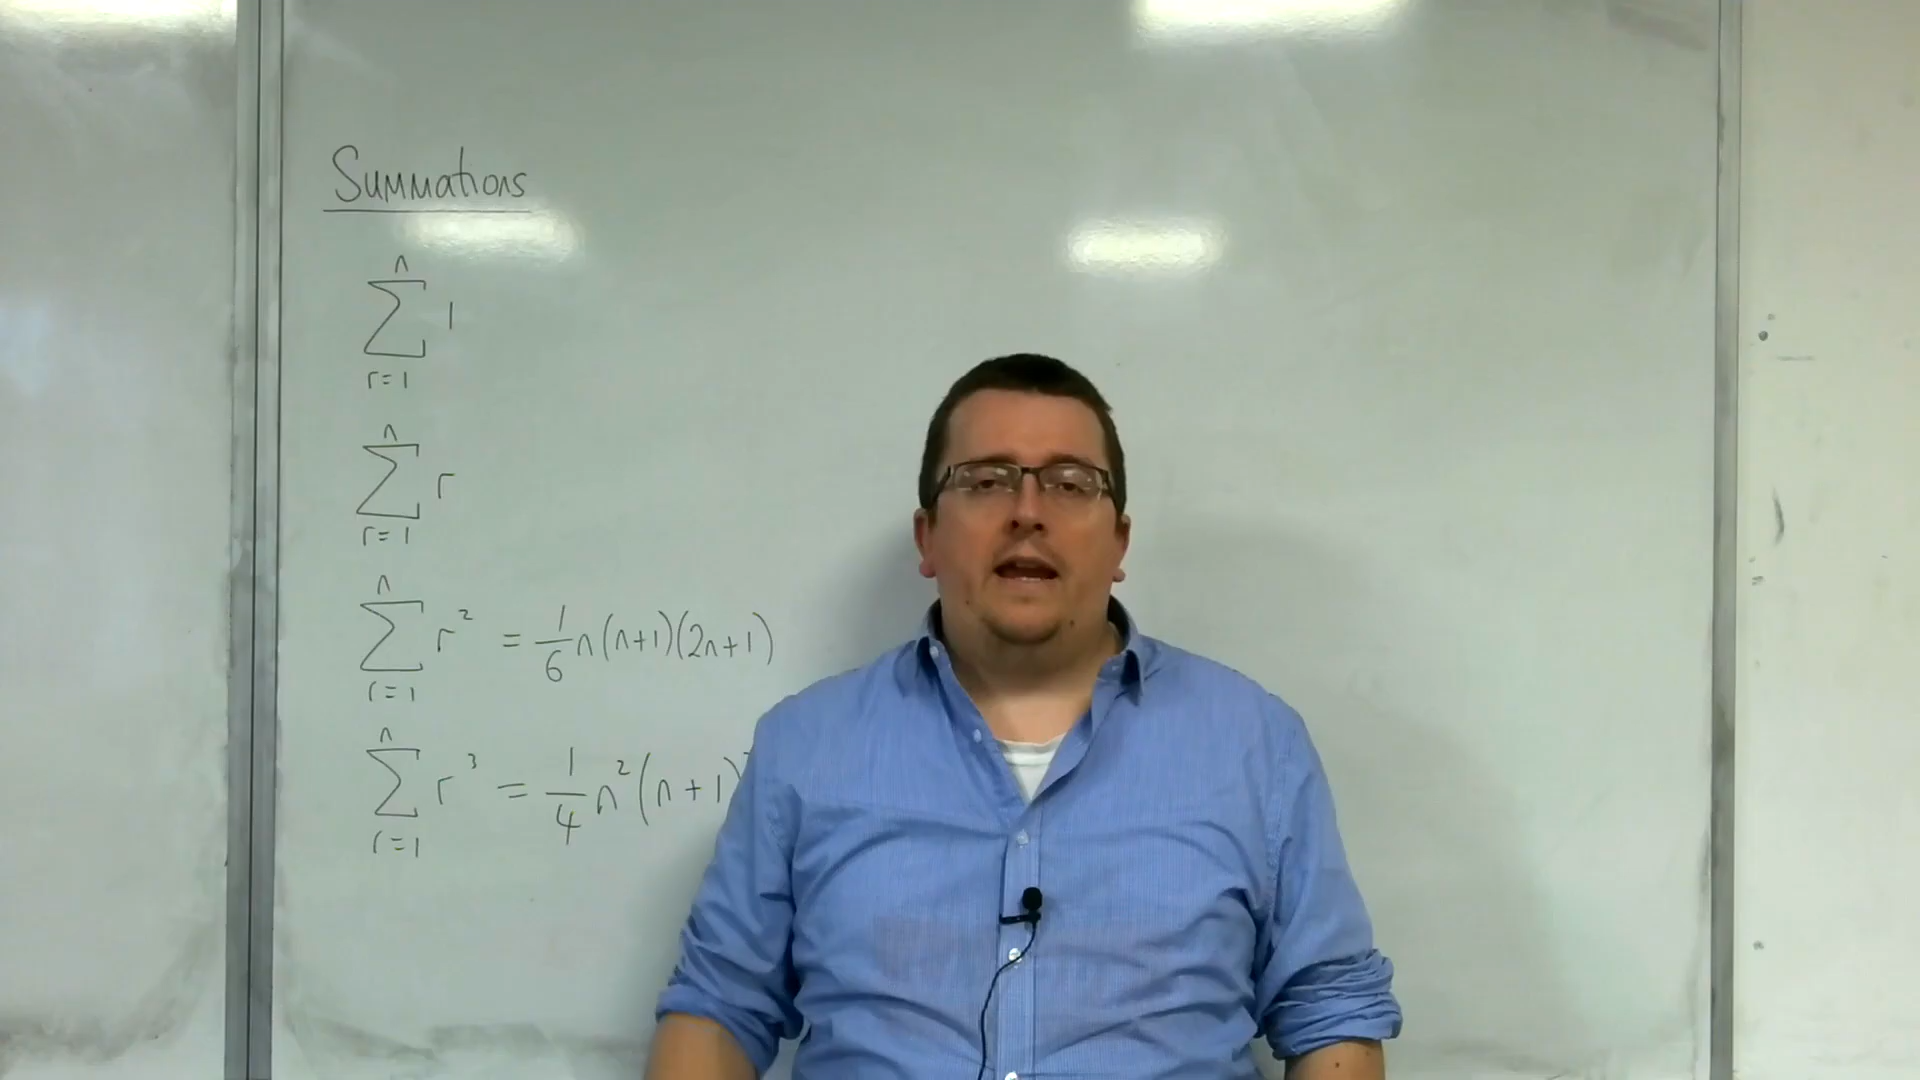 Summations
n
∑ 1
r=1
n
∑ r
r=1
n
∑ r² = 1/6 n(n+1)(2n+1)
r=1
n
∑ r³ = 1/4 n²(n+1)
r=1